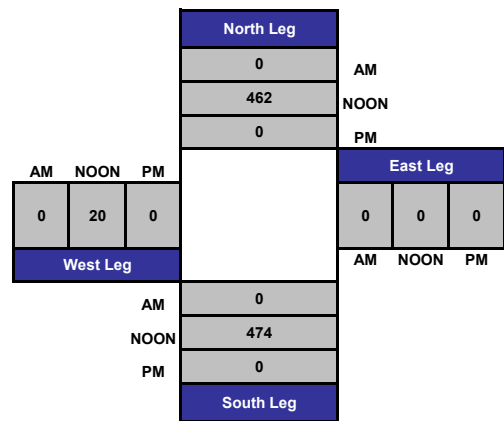 North Leg
0 AM
462 NOON
0 PM
AM NOON PM East Leg
0 20 0 0 0 0
West Leg AM NOON PM
AM 0
NOON 474
PM 0
South Leg